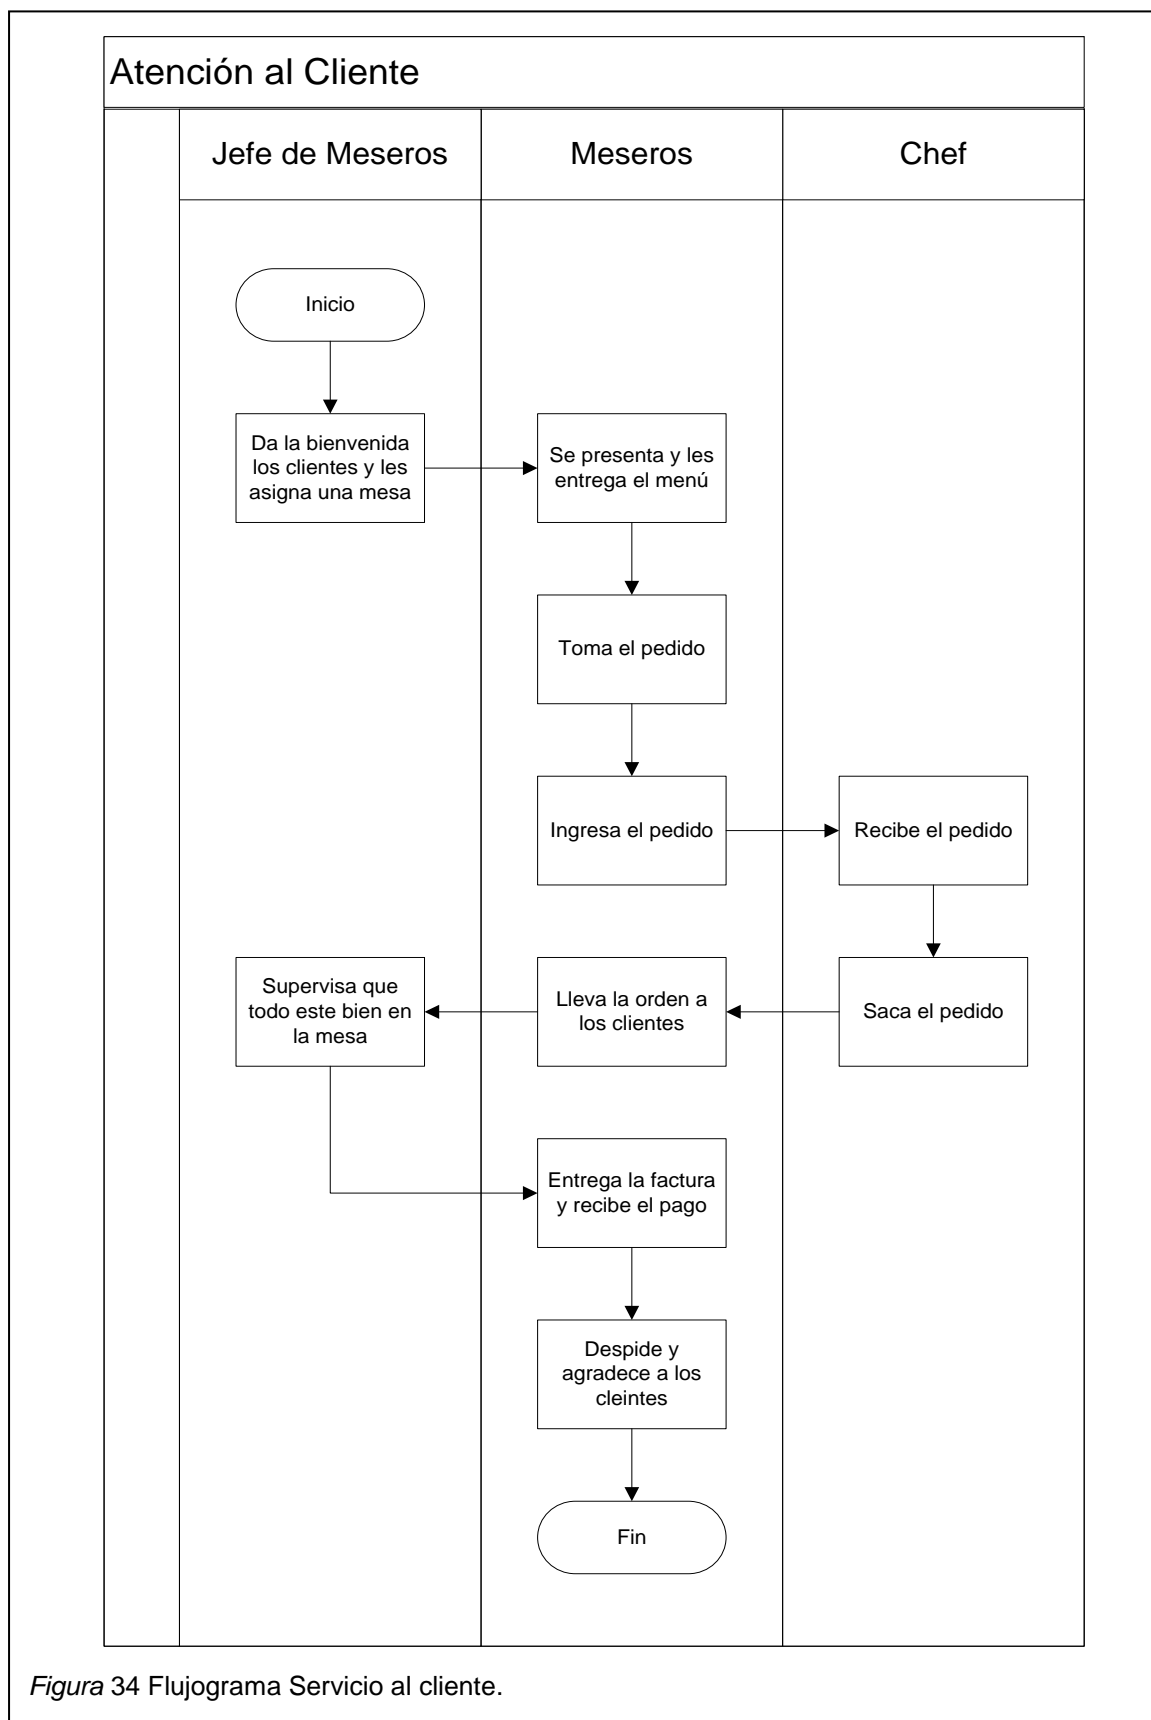 Atención al Cliente
Jefe de Meseros
Meseros
Chef
Inicio
Da la bienvenida
los clientes y les
asigna una mesa
Se presenta y les
entrega el menú
Toma el pedido
Ingresa el pedido
Recibe el pedido
Supervisa que
todo este bien en
la mesa
Lleva la orden a
los clientes
Saca el pedido
Entrega la factura
y recibe el pago
Despide y
agradece a los
cleintes
Fin
Figura 34 Flujograma Servicio al cliente.